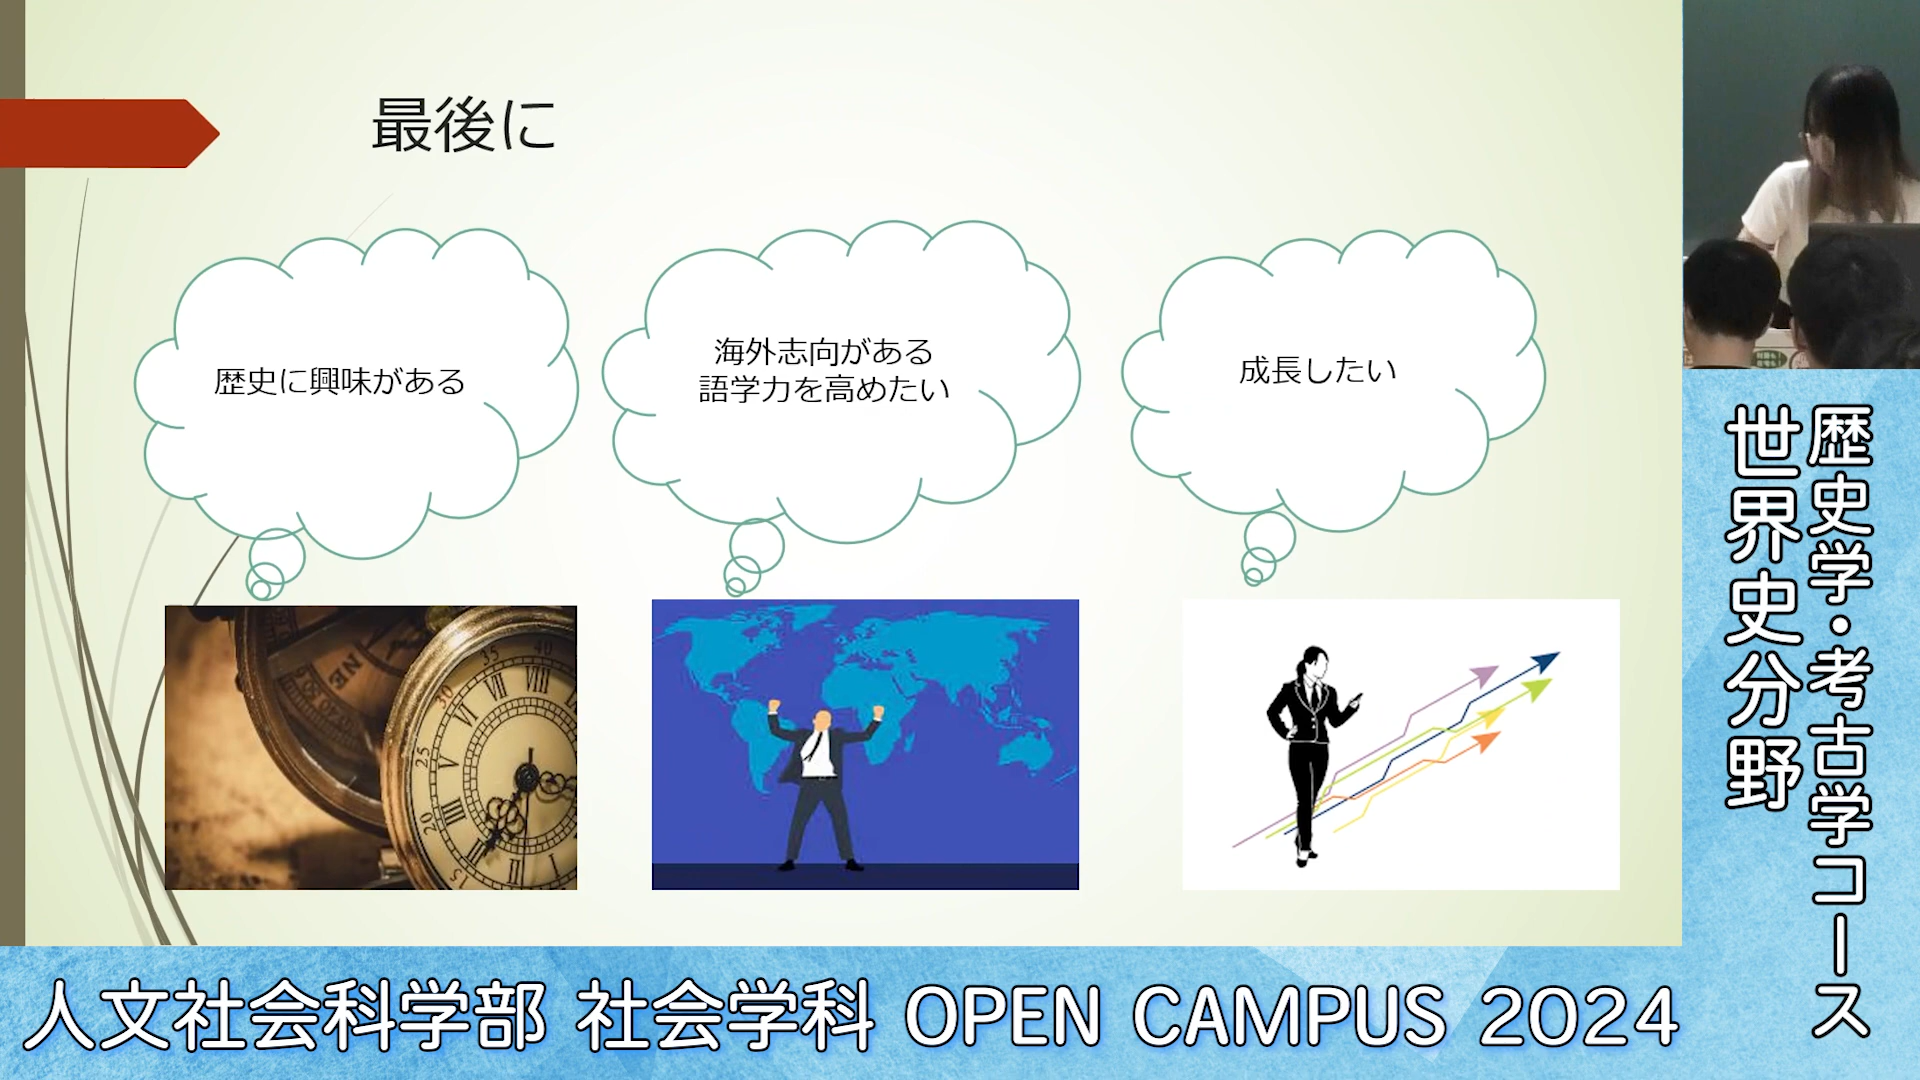 最後に
歴史に興味がある
海外志向がある
語学力を高めたい
成長したい
歴史学・考古学コース
世界史分野
人文社会科学部 社会学科 OPEN CAMPUS 2024